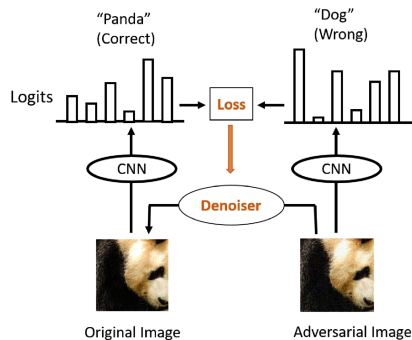 “Panda”
(Correct)
“Dog”
(Wrong)
Logits
Loss
CNN
CNN
Denoiser
Original Image
Adversarial Image